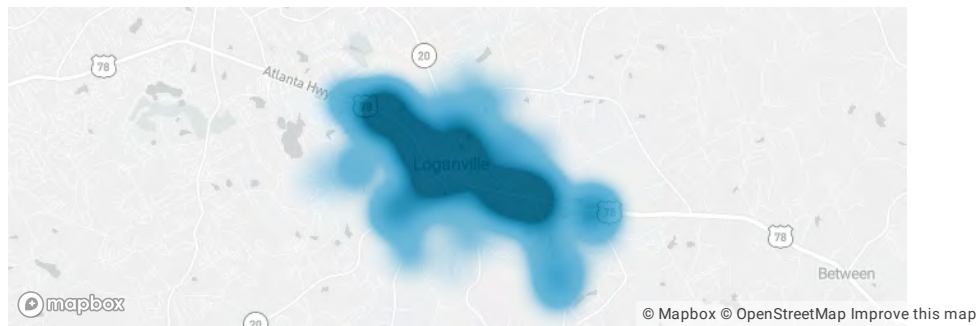 20
78
Atlanta Hwy
78
Loganville
78
78
Between
mapbox
20
© Mapbox © OpenStreetMap Improve this map